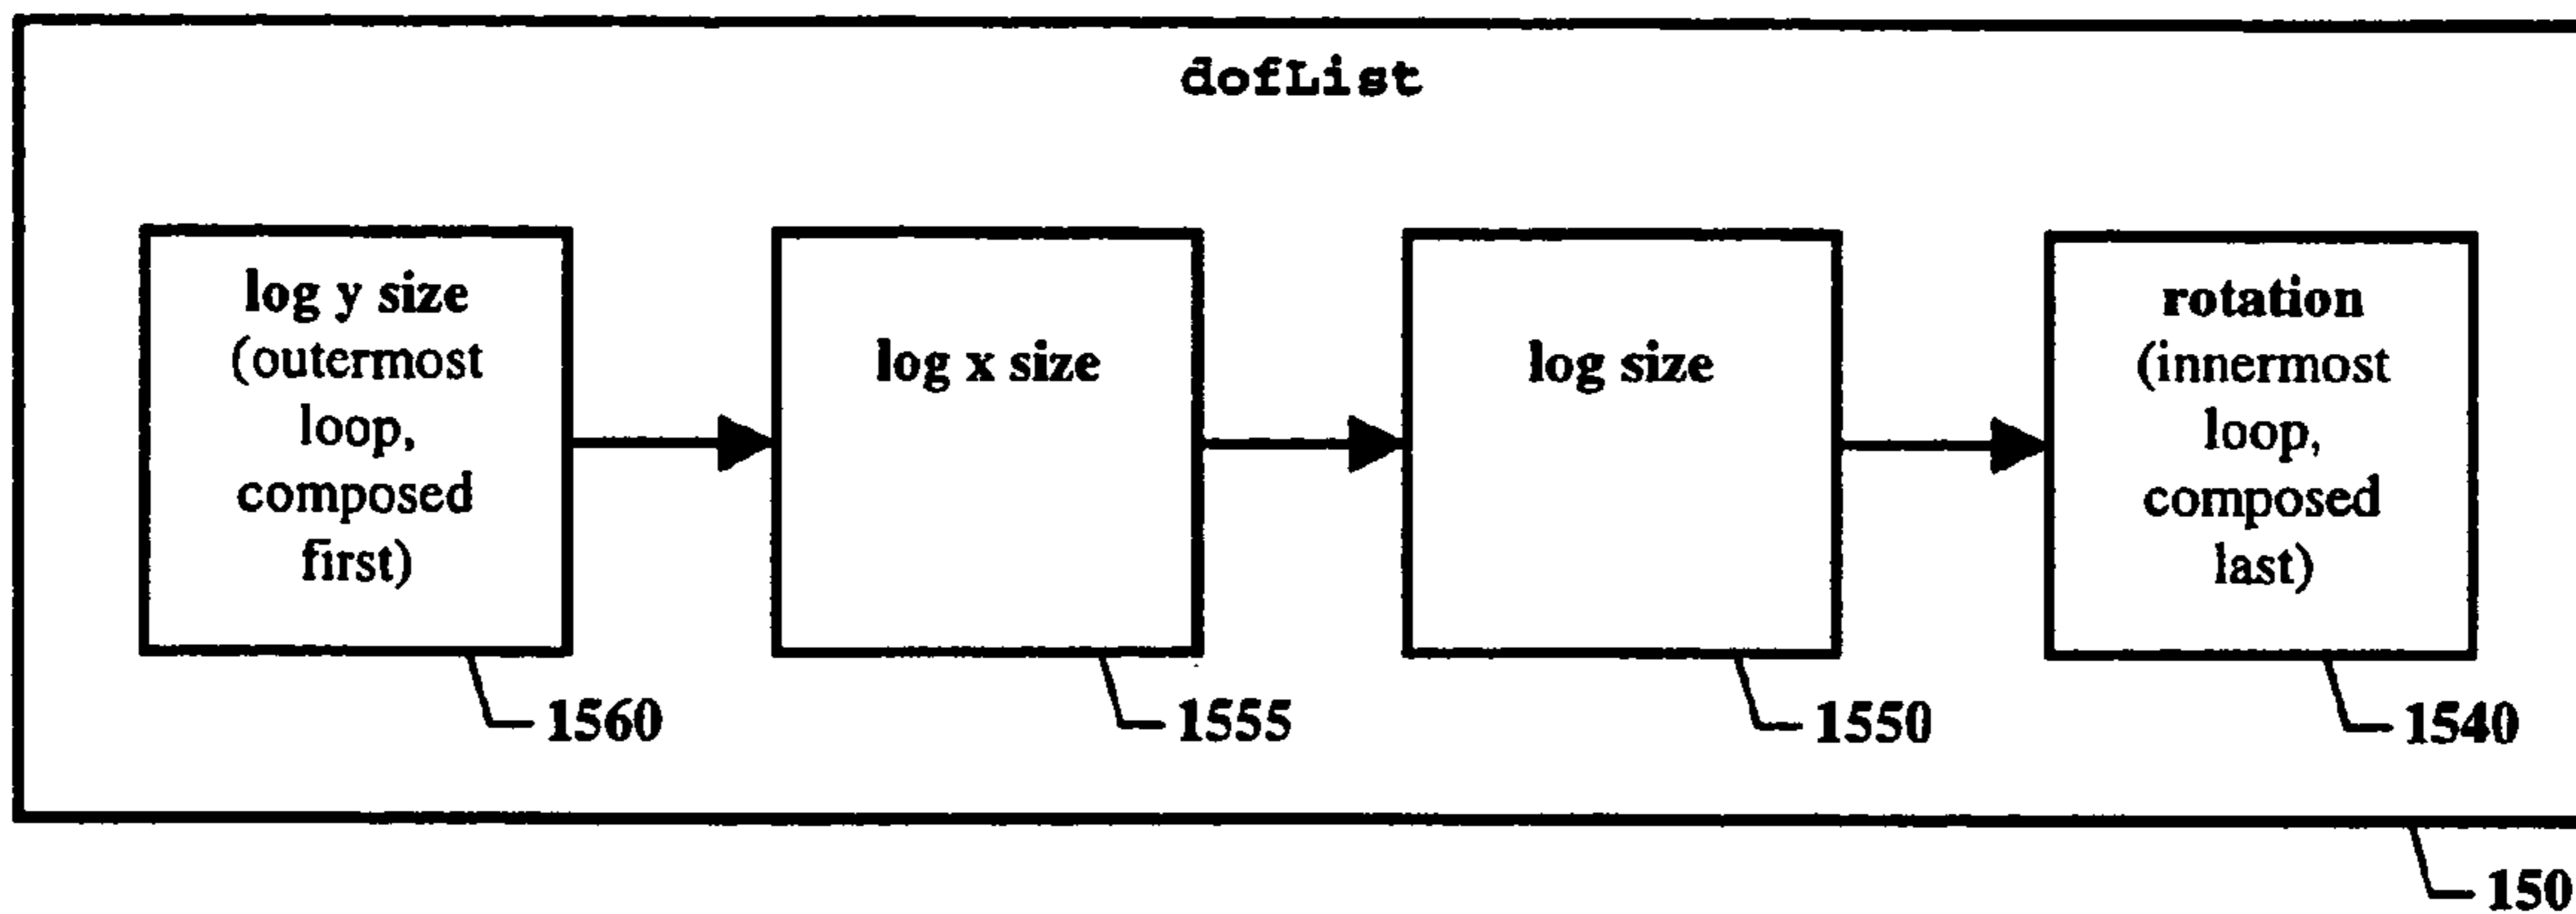 dofList
log y size
(outermost
loop,
composed
first)
log x size
log size
rotation
(innermost
loop,
composed
last)
1560
1555
1550
1540
150